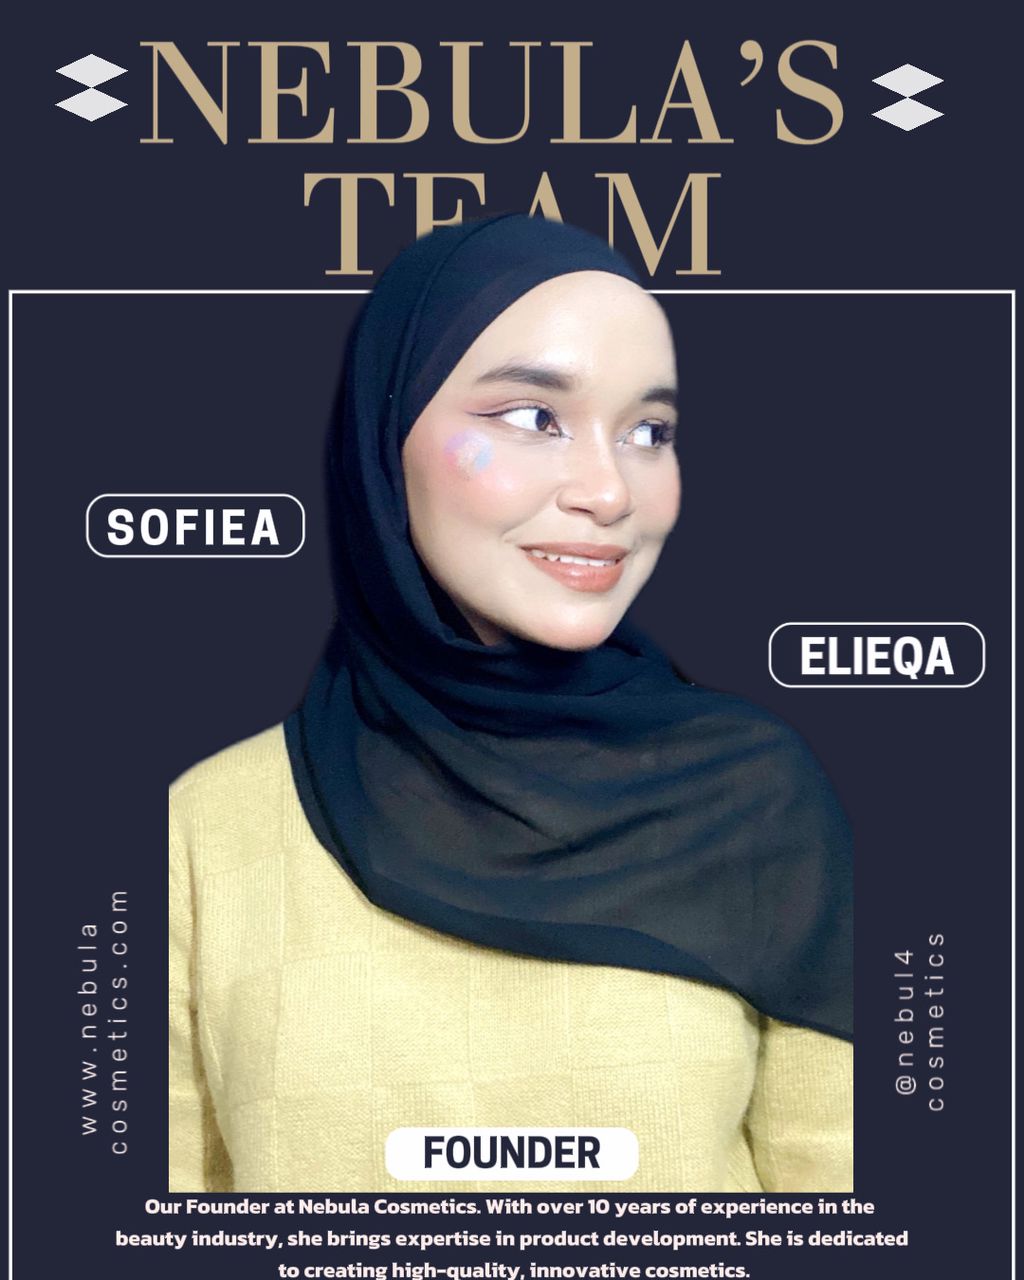 NEBULA'S
TEAM
SOFIEA
ELIEQA
www.nebula
cosmetics.com
@nebul4
cosmetics
FOUNDER
Our Founder at Nebula Cosmetics. With over 10 years of experience in the
beauty industry, she brings expertise in product development. She is dedicated
to creating high-quality, innovative cosmetics.